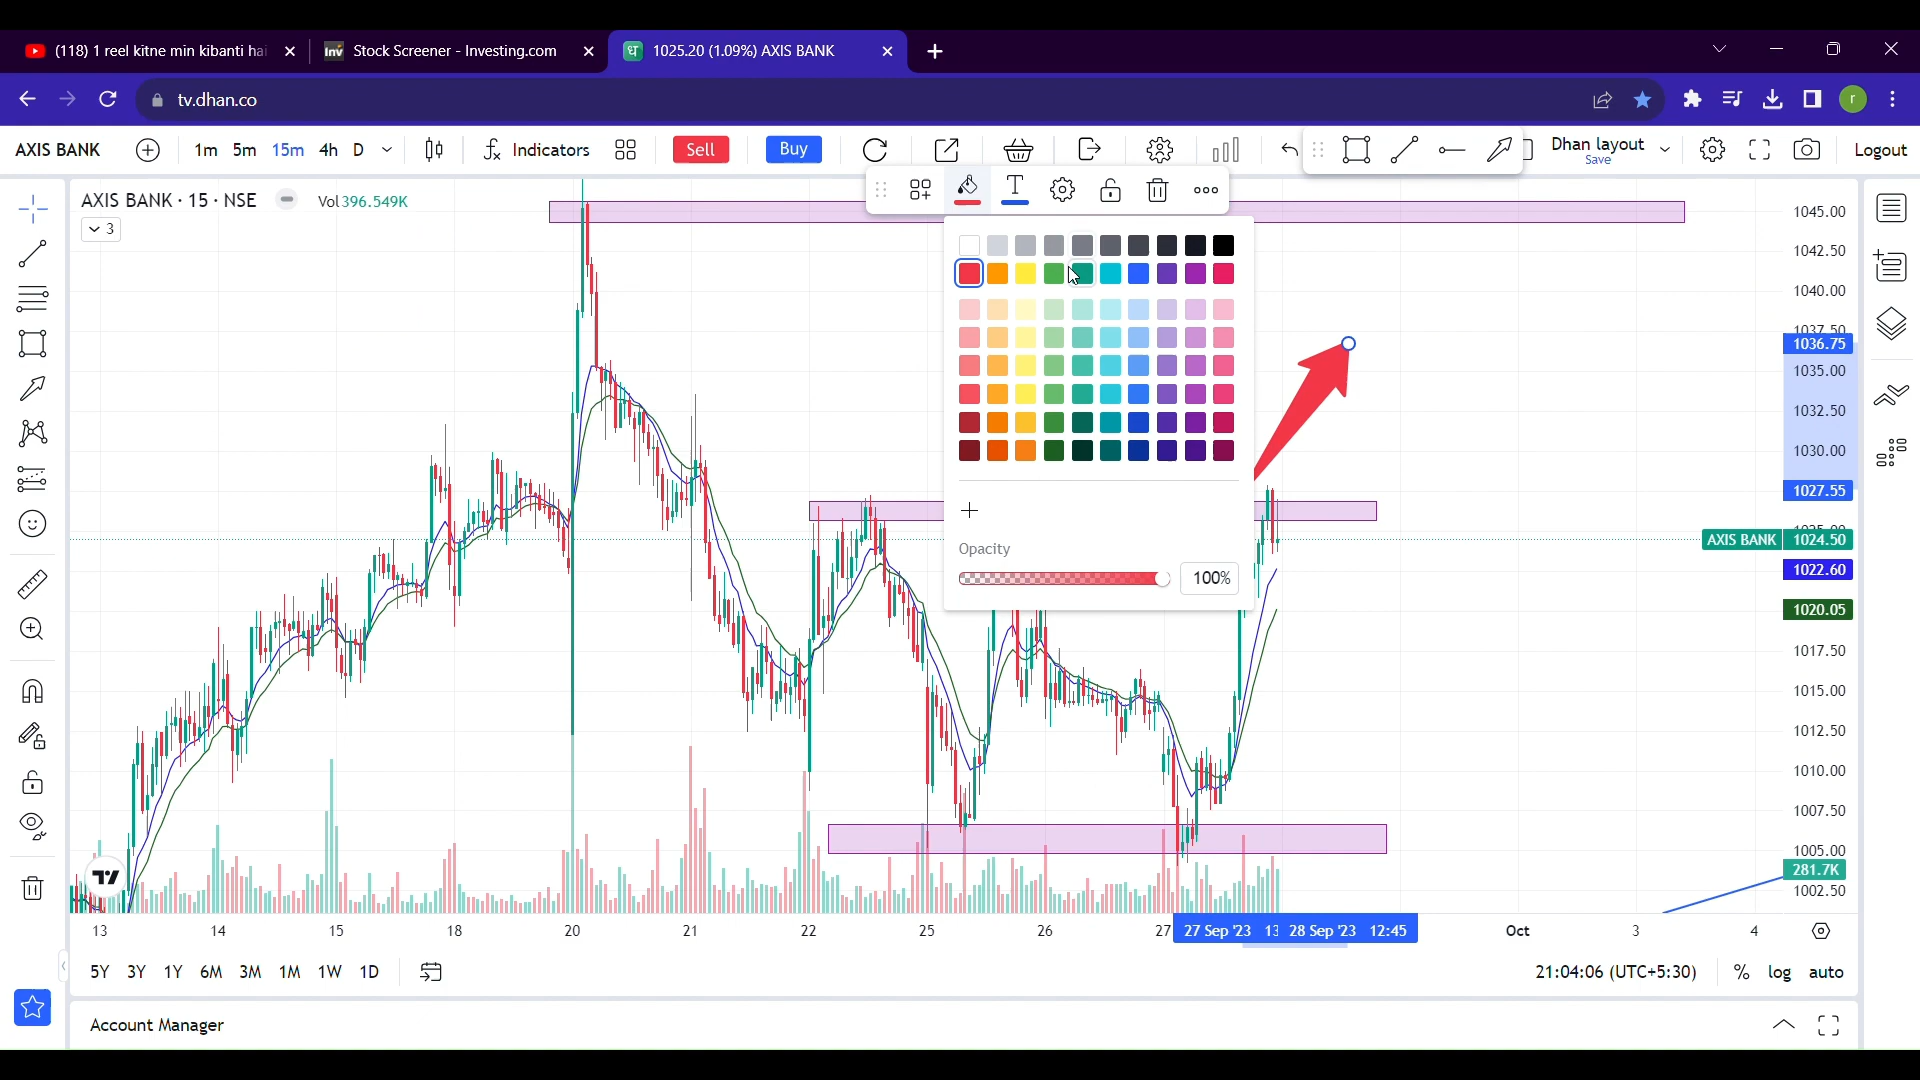 (118) 1 reel kitne min kibanti hai
Stock Screener - Investing.com
1025.20 (1.09%) AXIS BANK
tv.dhan.co
r
AXIS BANK
1m 5m 15m 4h D
Indicators
Sell
Buy
Dhan layout
Save
Logout
AXIS BANK · 15 · NSE
Vol 396.549K
3
T
1045.00
1042.50
1040.00
1037.50
1036.75
1035.00
1032.50
1030.00
1027.55
AXIS BANK 1024.50
1022.60
1020.05
1017.50
1015.00
1012.50
1010.00
1007.50
1005.00
281.7K
1002.50
Opacity
100%
13 14 15 18 20 21 22 25 26 27 27 Sep '23 13 28 Sep '23 12:45 Oct 3 4
5Y 3Y 1Y 6M 3M 1M 1W 1D
21:04:06 (UTC+5:30)
% log auto
Account Manager